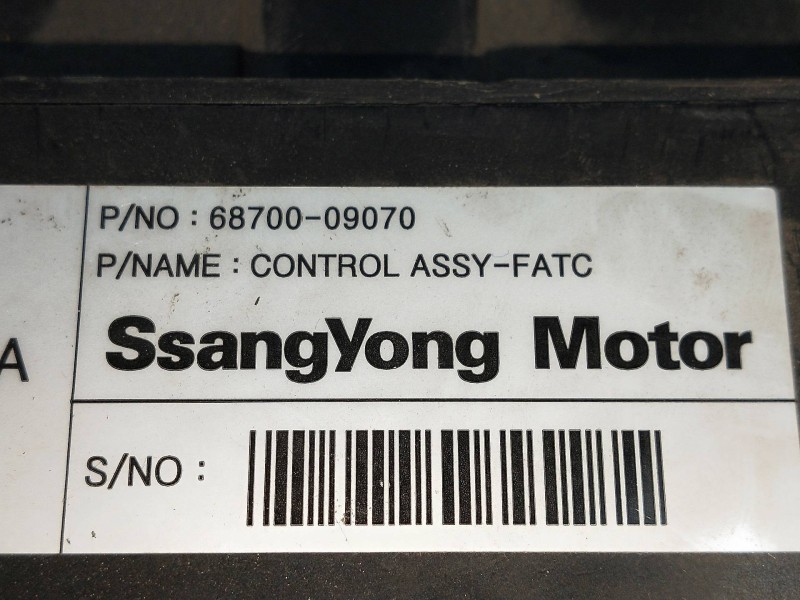 P/NO : 68700-09070
P/NAME : CONTROL ASSY-FATC
SsangYong Motor
A
S/NO :